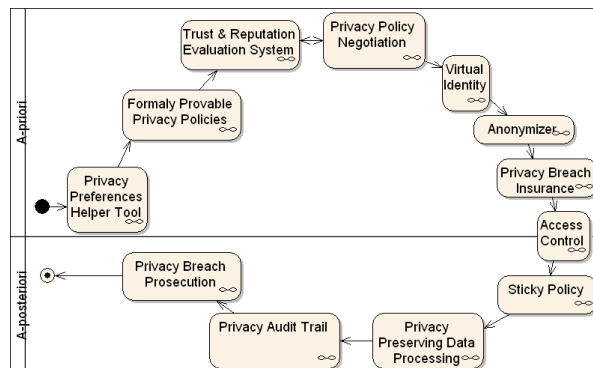 A-priori
Trust & Reputation
Evaluation System
Privacy Policy
Negotiation
Virtual
Identity
Formaly Provable
Privacy Policies
Anonymizer
Privacy
Preferences
Helper Tool
Privacy Breach
Insurance
Access
Control
A-posteriori
Privacy Breach
Prosecution
Sticky Policy
Privacy Audit Trail
Privacy
Preserving Data
Processing